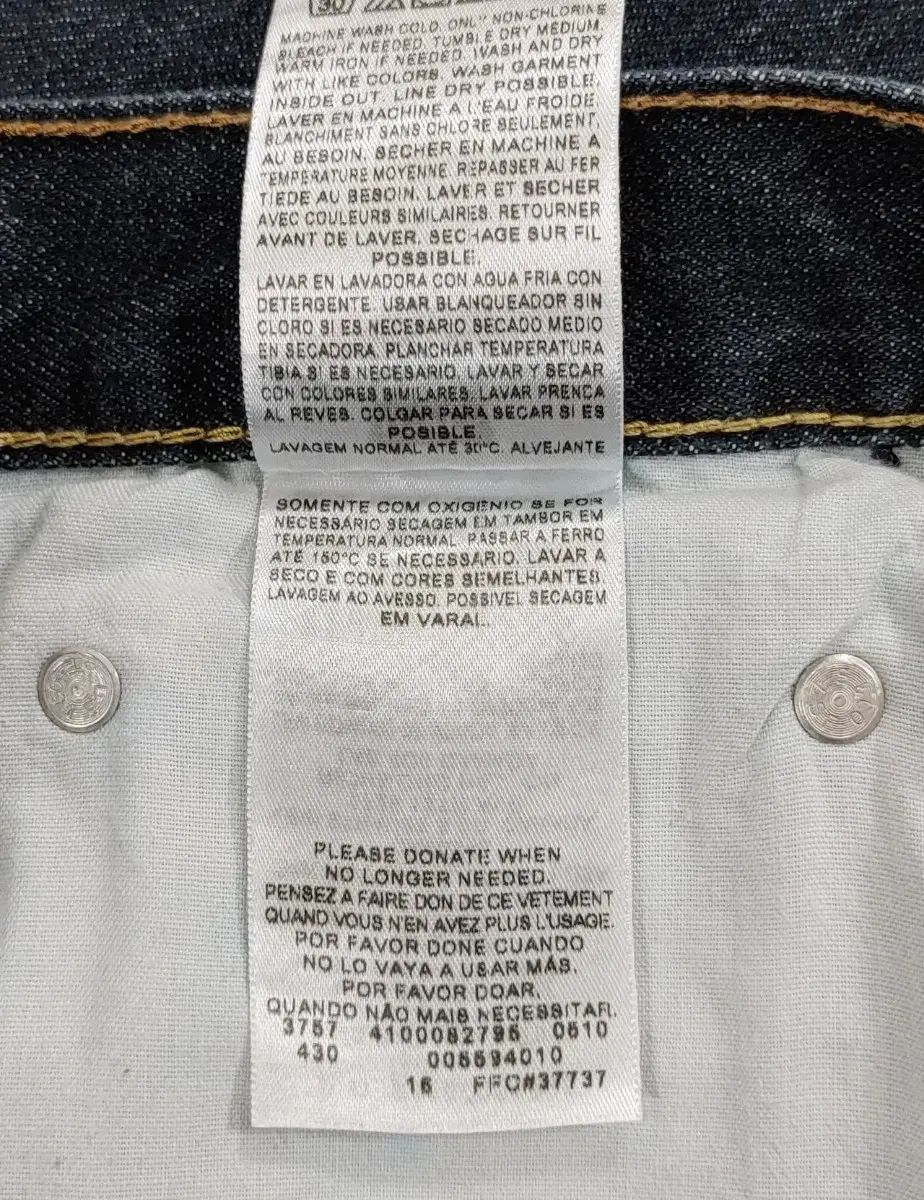 30
MACHINE WASH COLD. ONLY NON-CHLORINE
BLEACH IF NEEDED. TUMBLE DRY MEDIUM.
WARM IRON IF NEEDED. WASH AND DRY
WITH LIKE COLORS. WASH GARMENT
INSIDE OUT. LINE DRY POSSIBLE.
LAVER EN MACHINE A L'EAU FROIDE.
BLANCHIMENT SANS CHLORE SEULEMENT,
AU BESOIN. SECHER EN MACHINE A
TEMPERATURE MOYENNE. REPASSER AU FER
TIEDE AU BESOIN. LAVER ET SECHER
AVEC COULEURS SIMILAIRES. RETOURNER
AVANT DE LAVER. SECHAGE SUR FIL
POSSIBLE.
LAVAR EN LAVADORA CON AGUA FRIA CON
DETERGENTE. USAR BLANQUEADOR SIN
CLORO SI ES NECESARIO SECADO MEDIO
EN SECADORA. PLANCHAR TEMPERATURA
TIBIA SI ES NECESARIO. LAVAR Y SECAR
CON COLORES SIMILARES. LAVAR PRENCA
AL REVES. COLGAR PARA SECAR SI ES
POSIBLE.
LAVAGEM NORMAL ATÉ 30°C. ALVEJANTE
SOMENTE COM OXIGENIO SE FOR
NECESSÁRIO SECAGEM EM TAMBOR EM
TEMPERATURA NORMAL. PASSAR A FERRO
ATÉ 150°C SE NECESSARIO. LAVAR A
SECO E COM CORES SEMELHANTES
LAVAGEM AO AVESSO. POSSIVEL SECAGEM
EM VARAL.
PLEASE DONATE WHEN
NO LONGER NEEDED.
PENSEZ A FAIRE DON DE CE VETEMENT
QUAND VOUS N'EN AVEZ PLUS L'USAGE.
POR FAVOR DONE CUANDO
NO LO VAYA A USAR MÁS.
POR FAVOR DOAR,
QUANDO NÃO MAIS NECESSITAR.
3757 4100082795 0510
430 005594010
16 FFC#37737